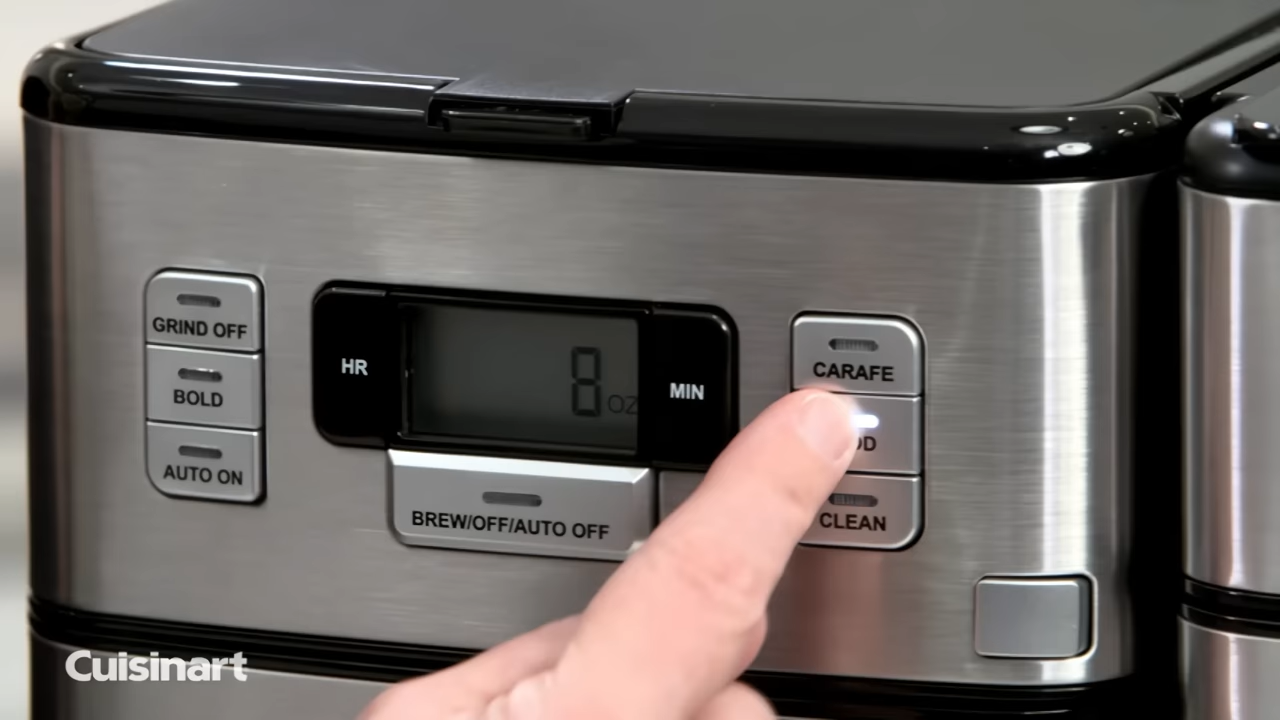 GRIND OFF
BOLD
AUTO ON
HR
8 OZ
MIN
BREW/OFF/AUTO OFF
CARAFE
CLEAN
Cuisinart